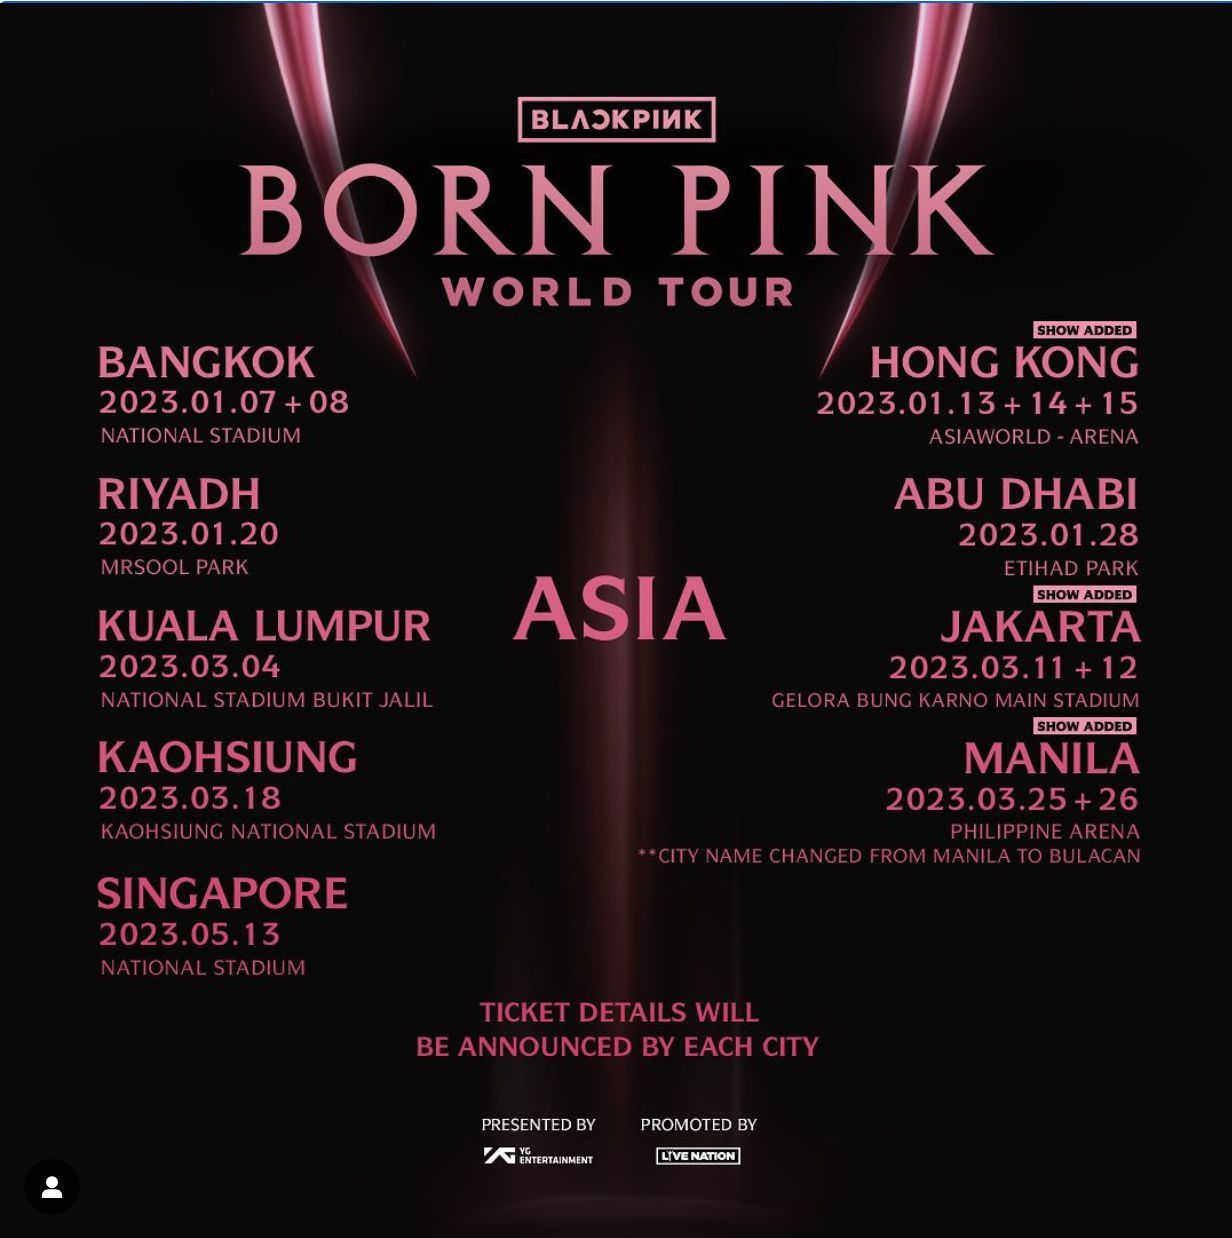 BLACKPINK
BORN PINK
WORLD TOUR
BANGKOK
2023.01.07 + 08
NATIONAL STADIUM
SHOW ADDED
HONG KONG
2023.01.13 + 14 + 15
ASIAWORLD - ARENA
RIYADH
2023.01.20
MRSOOL PARK
ABU DHABI
2023.01.28
ETIHAD PARK
ASIA
KUALA LUMPUR
2023.03.04
NATIONAL STADIUM BUKIT JALIL
SHOW ADDED
JAKARTA
2023.03.11 + 12
GELORA BUNG KARNO MAIN STADIUM
KAOHSIUNG
2023.03.18
KAOHSIUNG NATIONAL STADIUM
SHOW ADDED
MANILA
2023.03.25 + 26
PHILIPPINE ARENA
**CITY NAME CHANGED FROM MANILA TO BULACAN
SINGAPORE
2023.05.13
NATIONAL STADIUM
TICKET DETAILS WILL
BE ANNOUNCED BY EACH CITY
PRESENTED BY
YG
YG
ENTERTAINMENT
PROMOTED BY
LIVE NATION